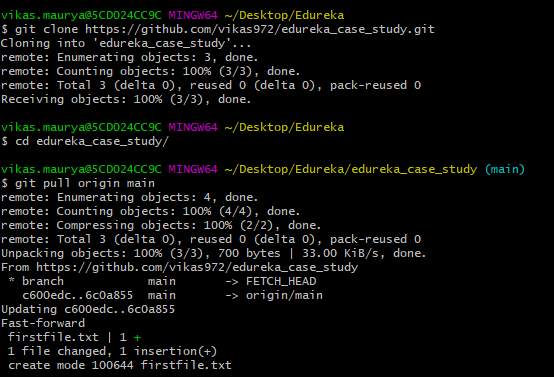 vikas.maurya@5CD024CC9C MINGW64 ~/Desktop/Edureka
$ git clone https://github.com/vikas972/edureka_case_study.git
Cloning into 'edureka_case_study'...
remote: Enumerating objects: 3, done.
remote: Counting objects: 100% (3/3), done.
remote: Total 3 (delta 0), reused 0 (delta 0), pack-reused 0
Receiving objects: 100% (3/3), done.
vikas.maurya@5CD024CC9C MINGW64 ~/Desktop/Edureka
$ cd edureka_case_study/
vikas.maurya@5CD024CC9C MINGW64 ~/Desktop/Edureka/edureka_case_study (main)
$ git pull origin main
remote: Enumerating objects: 4, done.
remote: Counting objects: 100% (4/4), done.
remote: Compressing objects: 100% (2/2), done.
remote: Total 3 (delta 0), reused 0 (delta 0), pack-reused 0
Unpacking objects: 100% (3/3), 700 bytes | 33.00 KiB/s, done.
From https://github.com/vikas972/edureka_case_study
 * branch            main       -> FETCH_HEAD
   c600edc..6c0a855  main       -> origin/main
Updating c600edc..6c0a855
Fast-forward
 firstfile.txt | 1 +
 1 file changed, 1 insertion(+)
 create mode 100644 firstfile.txt